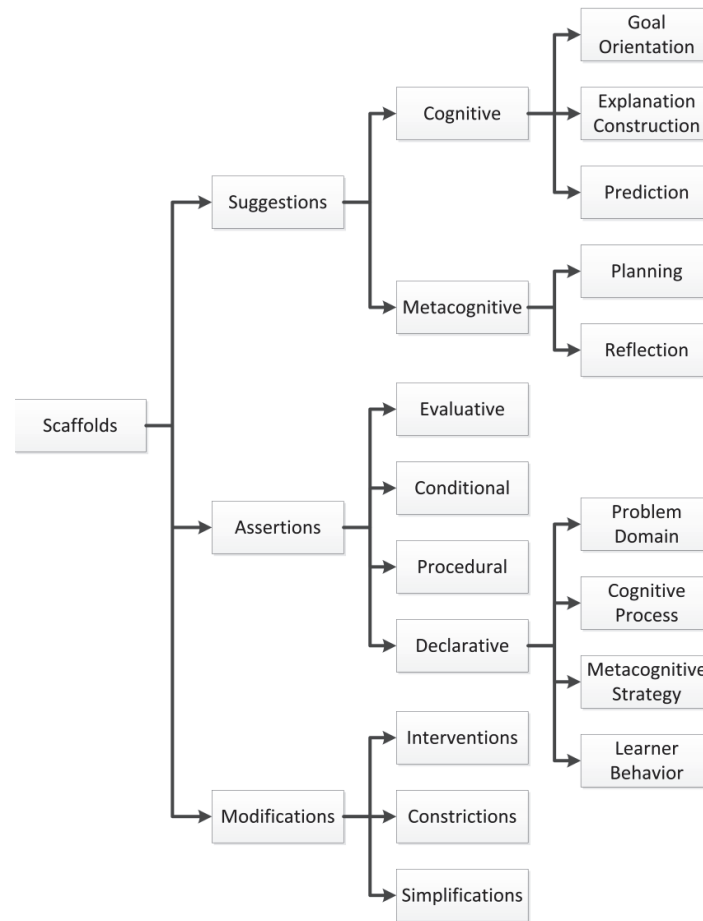 Goal
Orientation
Explanation
Construction
Cognitive
Prediction
Suggestions
Planning
Metacognitive
Reflection
Scaffolds
Evaluative
Conditional
Assertions
Procedural
Declarative
Problem
Domain
Cognitive
Process
Metacognitive
Strategy
Learner
Behavior
Interventions
Modifications
Constrictions
Simplifications